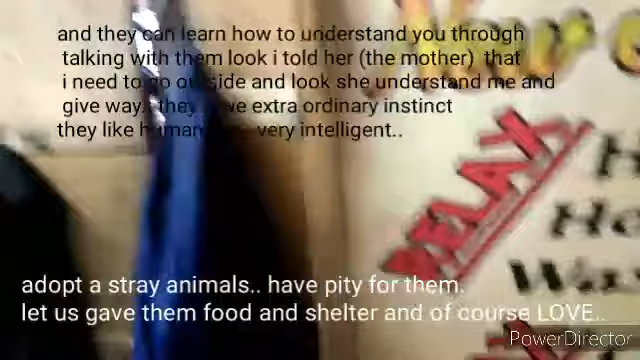 and they can learn how to understand you through
talking with them look i told her (the mother) that
i need to go outside and look she understand me and
give way.. they have extra ordinary instinct
they like human very intelligent..
RELAX
adopt a stray animals.. have pity for them.
let us gave them food and shelter and of course LOVE..
PowerDirector